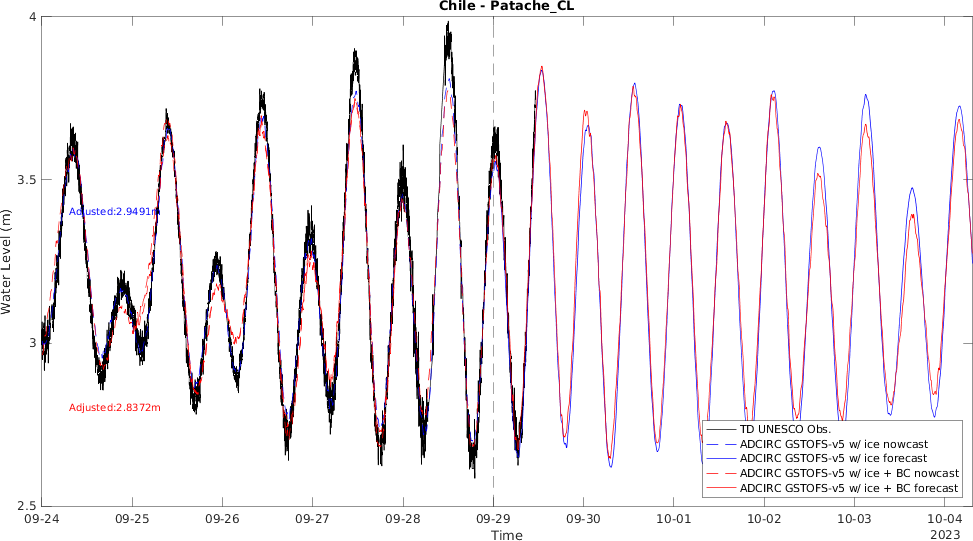 Chile - Patache_CL
Water Level (m)
4
3.5
3
2.5
Adjusted:2.9491m
Adjusted:2.8372m
TD UNESCO Obs.
ADCIRC GSTOFS-v5 w/ ice nowcast
ADCIRC GSTOFS-v5 w/ ice forecast
ADCIRC GSTOFS-v5 w/ ice + BC nowcast
ADCIRC GSTOFS-v5 w/ ice + BC forecast
09-24 09-25 09-26 09-27 09-28 09-29 09-30 10-01 10-02 10-03 10-04
Time
2023